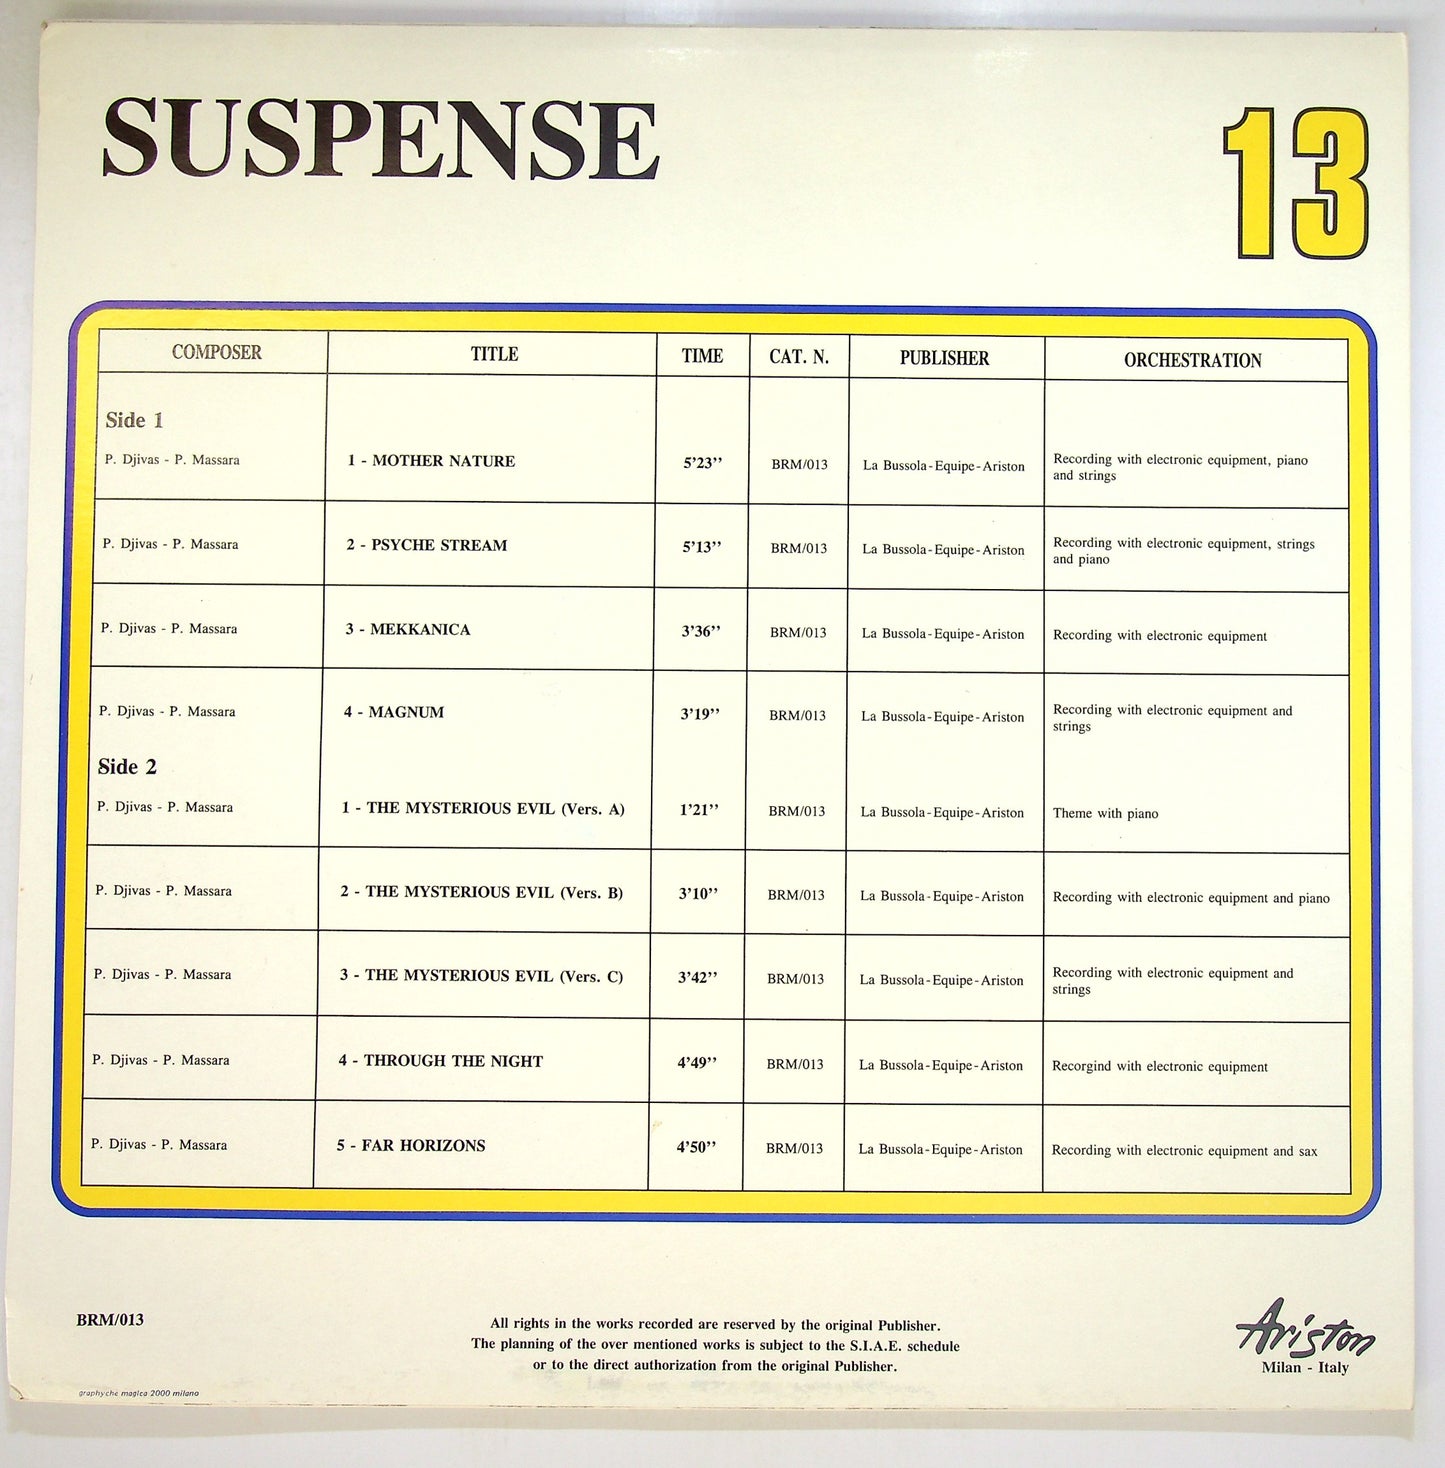 SUSPENSE
13
COMPOSER TITLE TIME CAT. N. PUBLISHER ORCHESTRATION
Side 1
P. Djivas - P. Massara 1 - MOTHER NATURE 5’23’’ BRM/013 La Bussola-Equipe-Ariston Recording with electronic equipment, piano
and strings
P. Djivas - P. Massara 2 - PSYCHE STREAM 5’13’’ BRM/013 La Bussola-Equipe-Ariston Recording with electronic equipment, strings
and piano
P. Djivas - P. Massara 3 - MEKKANICA 3’36’’ BRM/013 La Bussola-Equipe-Ariston Recording with electronic equipment
P. Djivas - P. Massara 4 - MAGNUM 3’19’’ BRM/013 La Bussola-Equipe-Ariston Recording with electronic equipment and
strings
Side 2
P. Djivas - P. Massara 1 - THE MYSTERIOUS EVIL (Vers. A) 1’21’’ BRM/013 La Bussola-Equipe-Ariston Theme with piano
P. Djivas - P. Massara 2 - THE MYSTERIOUS EVIL (Vers. B) 3’10’’ BRM/013 La Bussola-Equipe-Ariston Recording with electronic equipment and piano
P. Djivas - P. Massara 3 - THE MYSTERIOUS EVIL (Vers. C) 3’42’’ BRM/013 La Bussola-Equipe-Ariston Recording with electronic equipment and
strings
P. Djivas - P. Massara 4 - THROUGH THE NIGHT 4’49’’ BRM/013 La Bussola-Equipe-Ariston Recorgind with electronic equipment
P. Djivas - P. Massara 5 - FAR HORIZONS 4’50’’ BRM/013 La Bussola-Equipe-Ariston Recording with electronic equipment and sax
BRM/013
All rights in the works recorded are reserved by the original Publisher.
The planning of the over mentioned works is subject to the S.I.A.E. schedule
or to the direct authorization from the original Publisher.
Ariston
Milan - Italy
graphyche magica 2000 milano